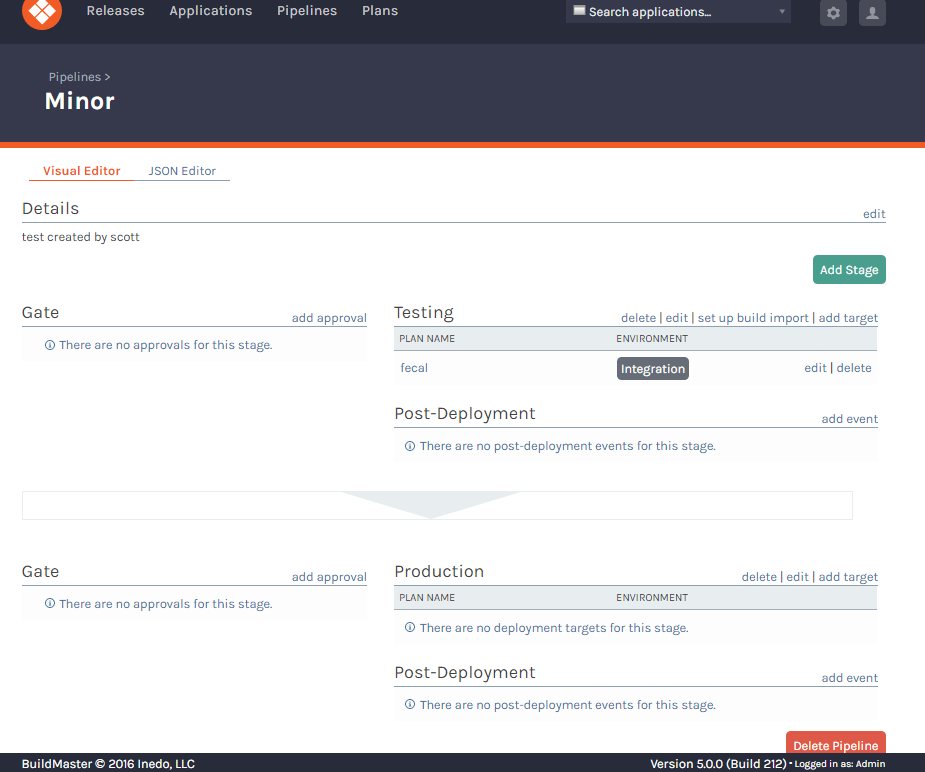 Releases Applications Pipelines Plans Search applications...
Pipelines >
Minor
Visual Editor JSON Editor
Details edit
test created by scott
Add Stage
Gate add approval
There are no approvals for this stage.
Testing delete | edit | set up build import | add target
PLAN NAME ENVIRONMENT
fecal Integration edit | delete
Post-Deployment add event
There are no post-deployment events for this stage.
Gate add approval
There are no approvals for this stage.
Production delete | edit | add target
PLAN NAME ENVIRONMENT
There are no deployment targets for this stage.
Post-Deployment add event
There are no post-deployment events for this stage.
Delete Pipeline
BuildMaster © 2016 Inedo, LLC Version 5.0.0 (Build 212) • Logged in as: Admin